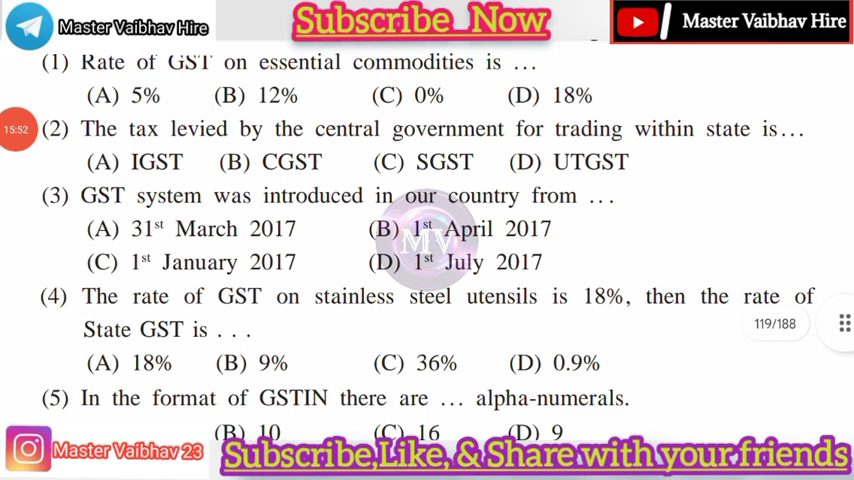 Master Vaibhav Hire
Subscribe Now
Master Vaibhav Hire
(1) Rate of GST on essential commodities is ...
(A) 5% (B) 12% (C) 0% (D) 18%
15:52
(2) The tax levied by the central government for trading within state is...
(A) IGST (B) CGST (C) SGST (D) UTGST
(3) GST system was introduced in our country from ...
(A) 31st March 2017 (B) 1st April 2017
MV
(C) 1st January 2017 (D) 1st July 2017
(4) The rate of GST on stainless steel utensils is 18%, then the rate of
State GST is . . .
119/188
(A) 18% (B) 9% (C) 36% (D) 0.9%
(5) In the format of GSTIN there are ... alpha-numerals.
(B) 10 (C) 16 (D) 9
Master Vaibhav 23
Subscribe,Like, & Share with your friends